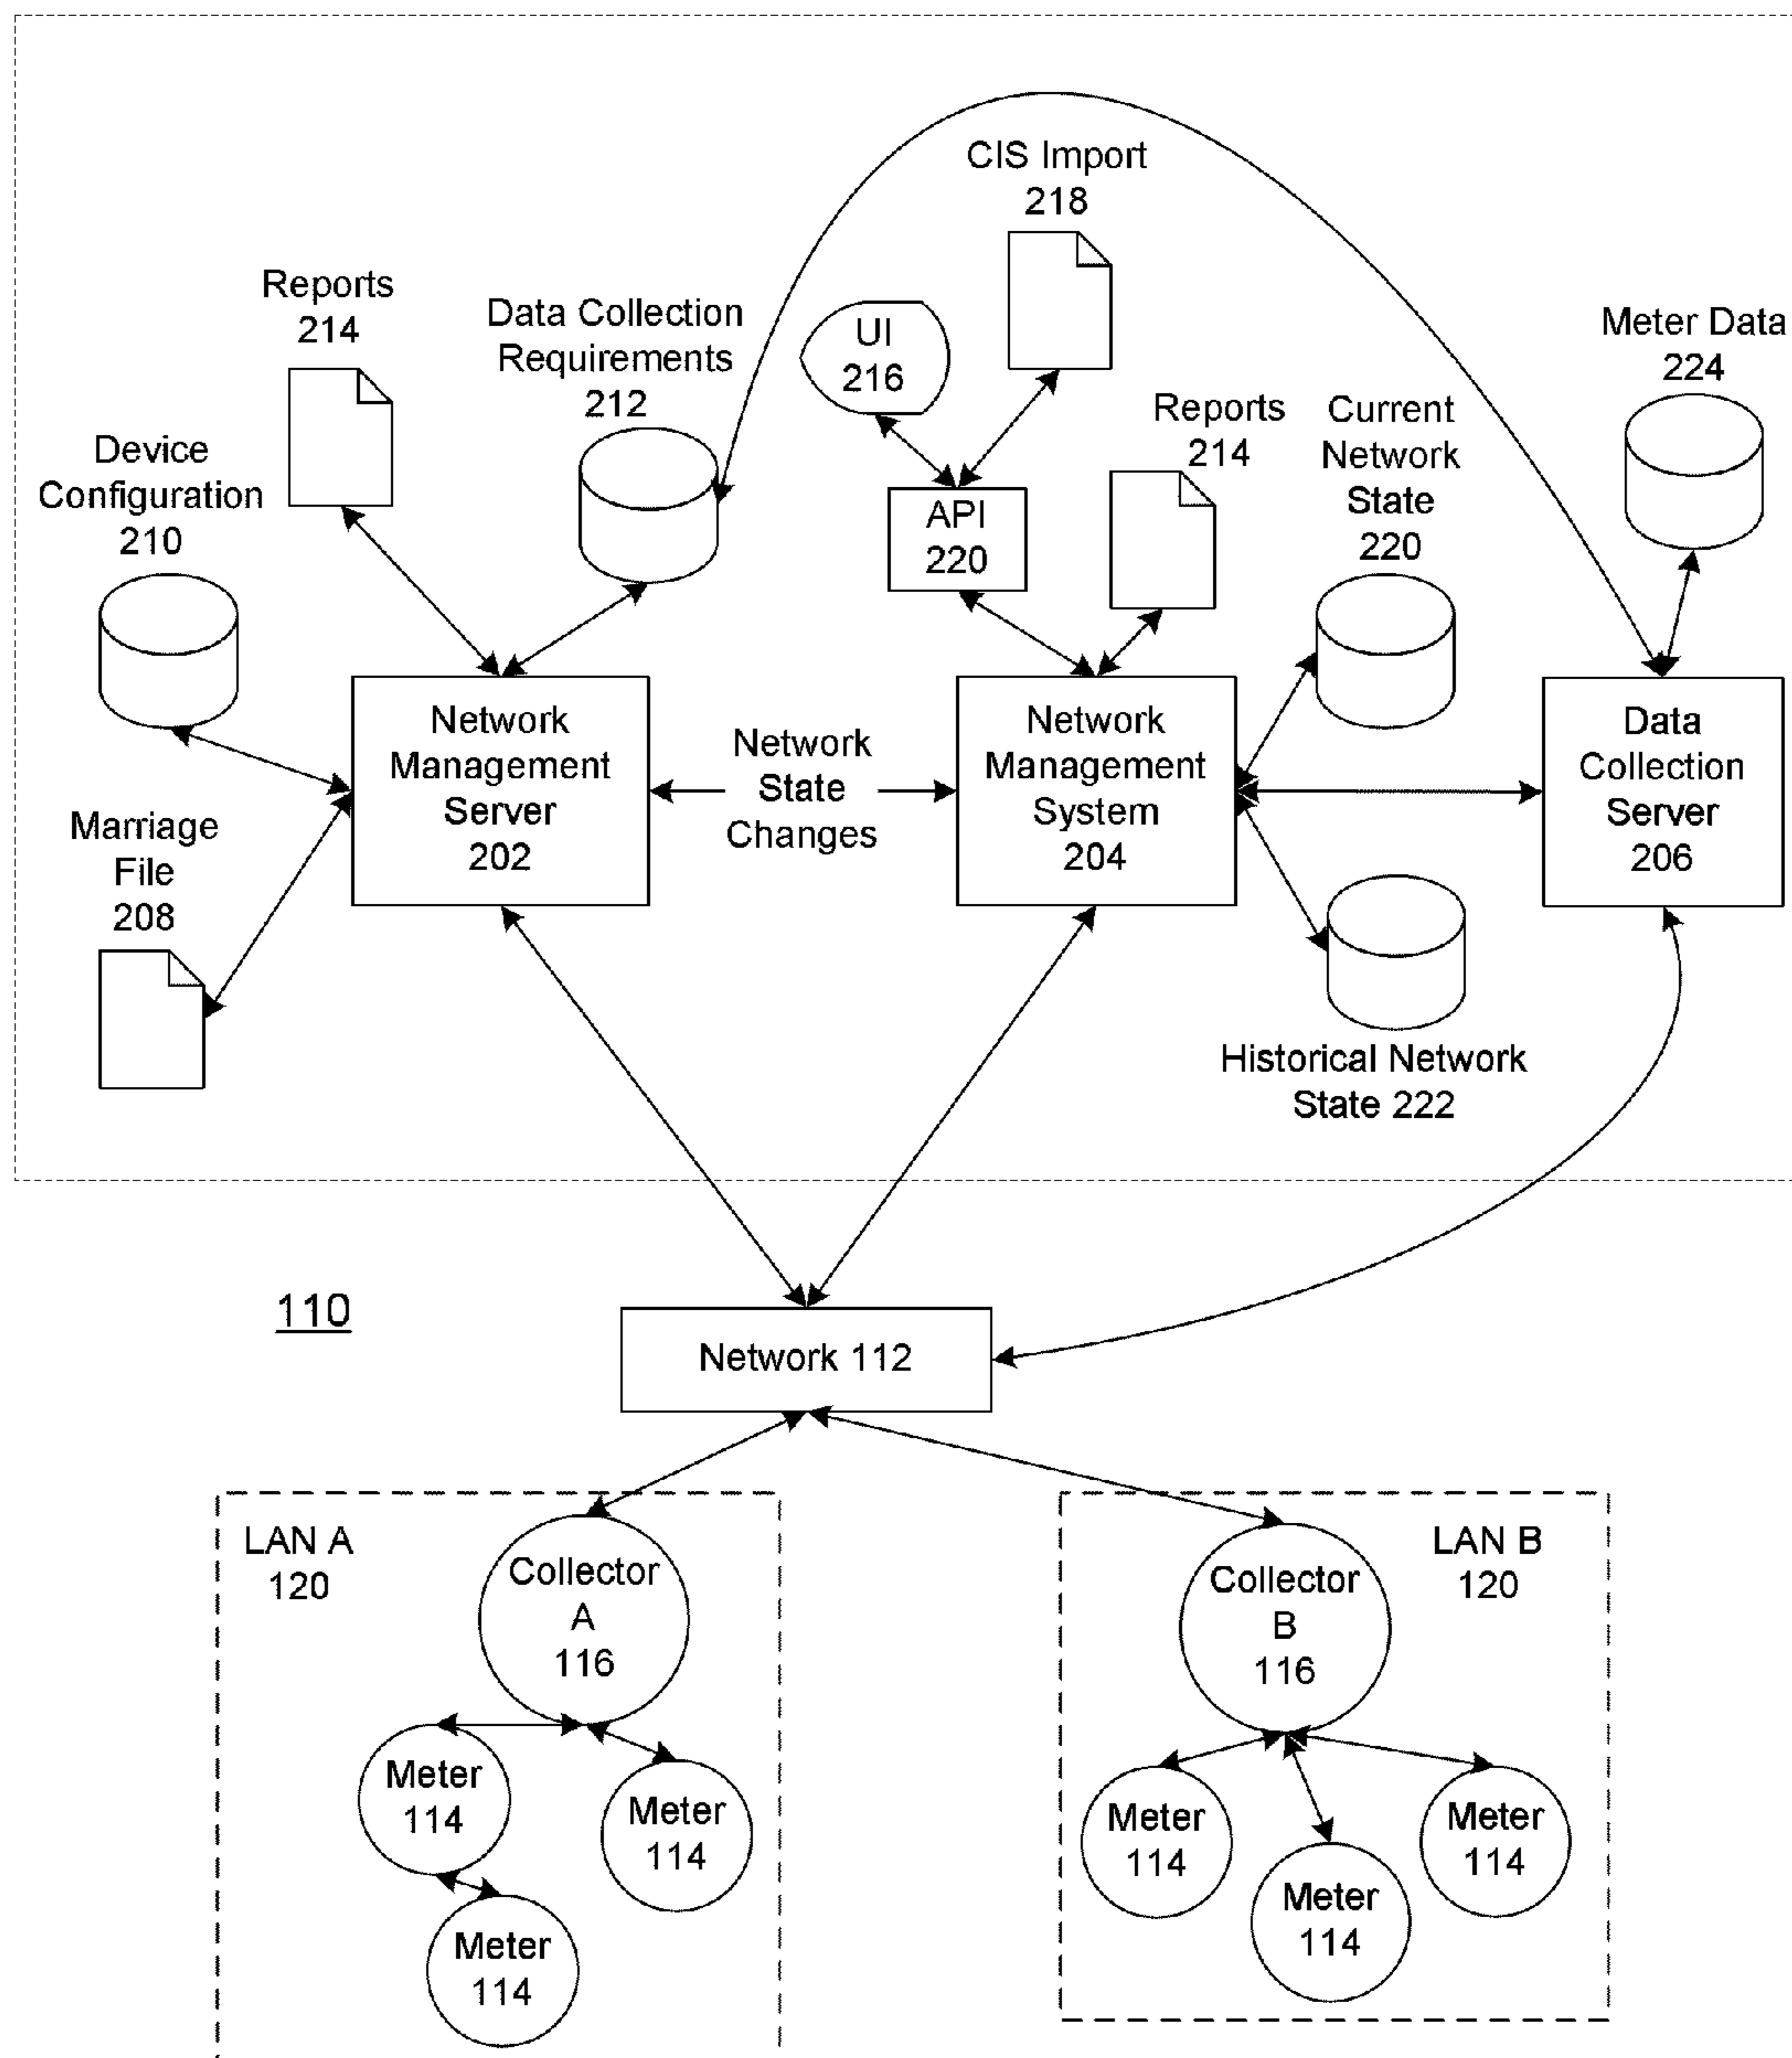 CIS Import
218
Reports
214
Data Collection
Requirements
212
UI
216
Meter Data
224
Device
Configuration
210
API
220
Reports
214
Current
Network
State
220
Marriage
File
208
Network
Management
Server
202
Network
State
Changes
Network
Management
System
204
Data
Collection
Server
206
Historical Network
State 222
110
Network 112
LAN A
120
Collector
A
116
Meter
114
Meter
114
Meter
114
LAN B
120
Collector
B
116
Meter
114
Meter
114
Meter
114